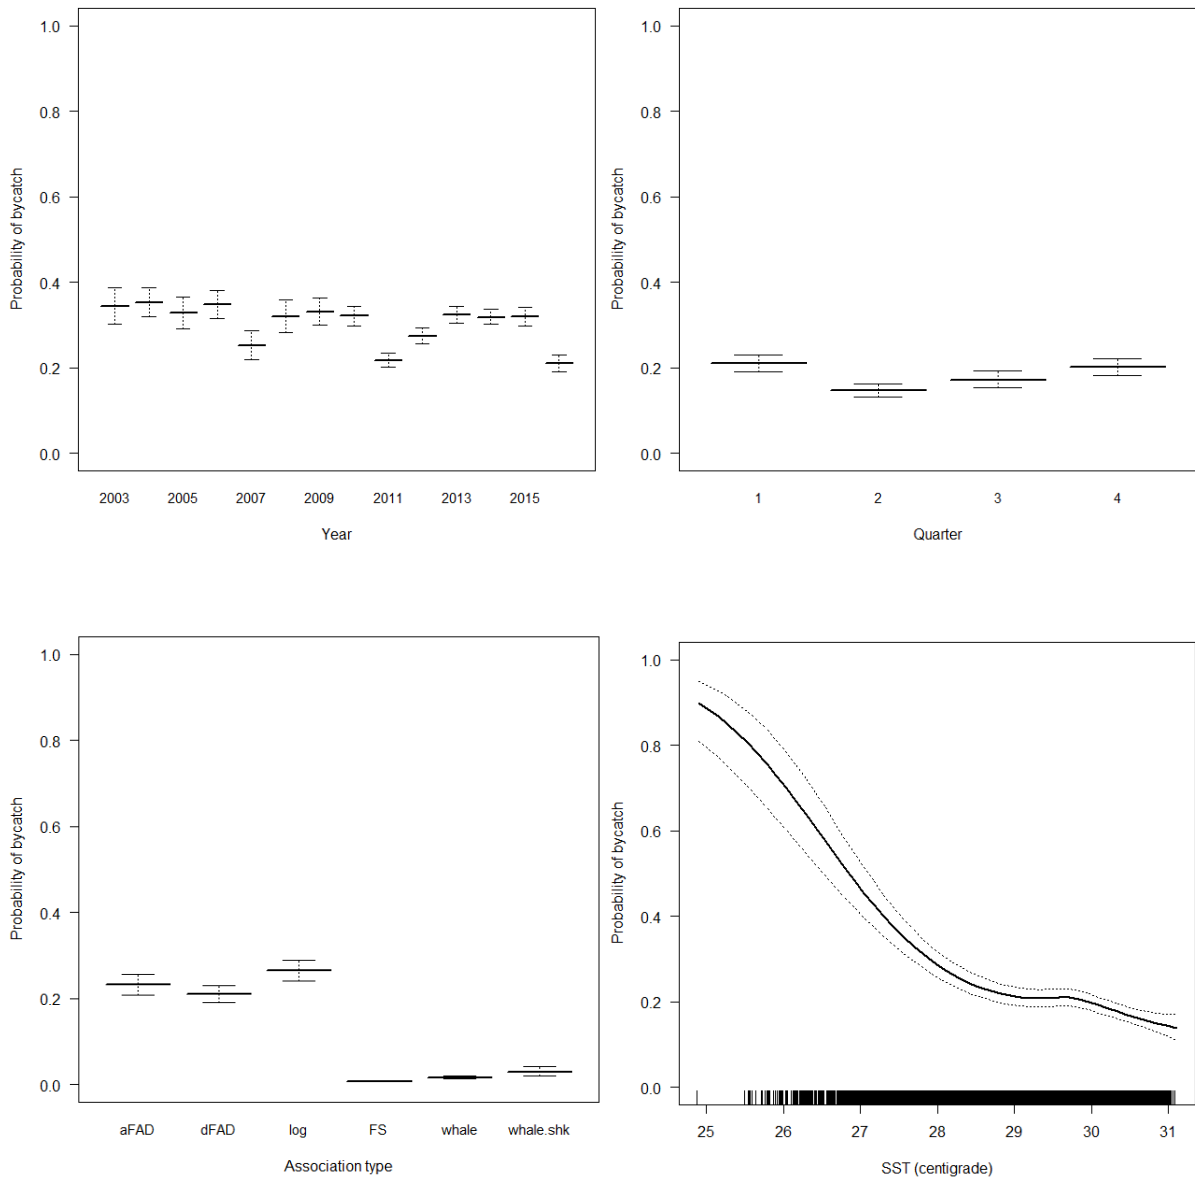 Probability of bycatch
1.0
0.8
0.6
0.4
0.2
0.0
2003 2005 2007 2009 2011 2013 2015
Year
Probability of bycatch
1.0
0.8
0.6
0.4
0.2
0.0
1 2 3 4
Quarter
Probability of bycatch
1.0
0.8
0.6
0.4
0.2
0.0
aFAD dFAD log FS whale whale.shk
Association type
Probability of bycatch
1.0
0.8
0.6
0.4
0.2
0.0
25 26 27 28 29 30 31
SST (centigrade)